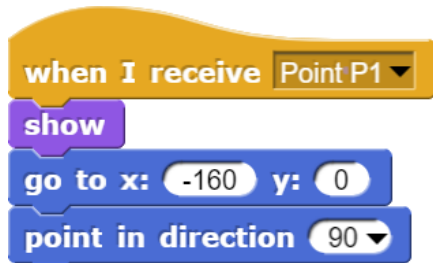 when I receive Point P1
show
go to x: -160 y: 0
point in direction 90